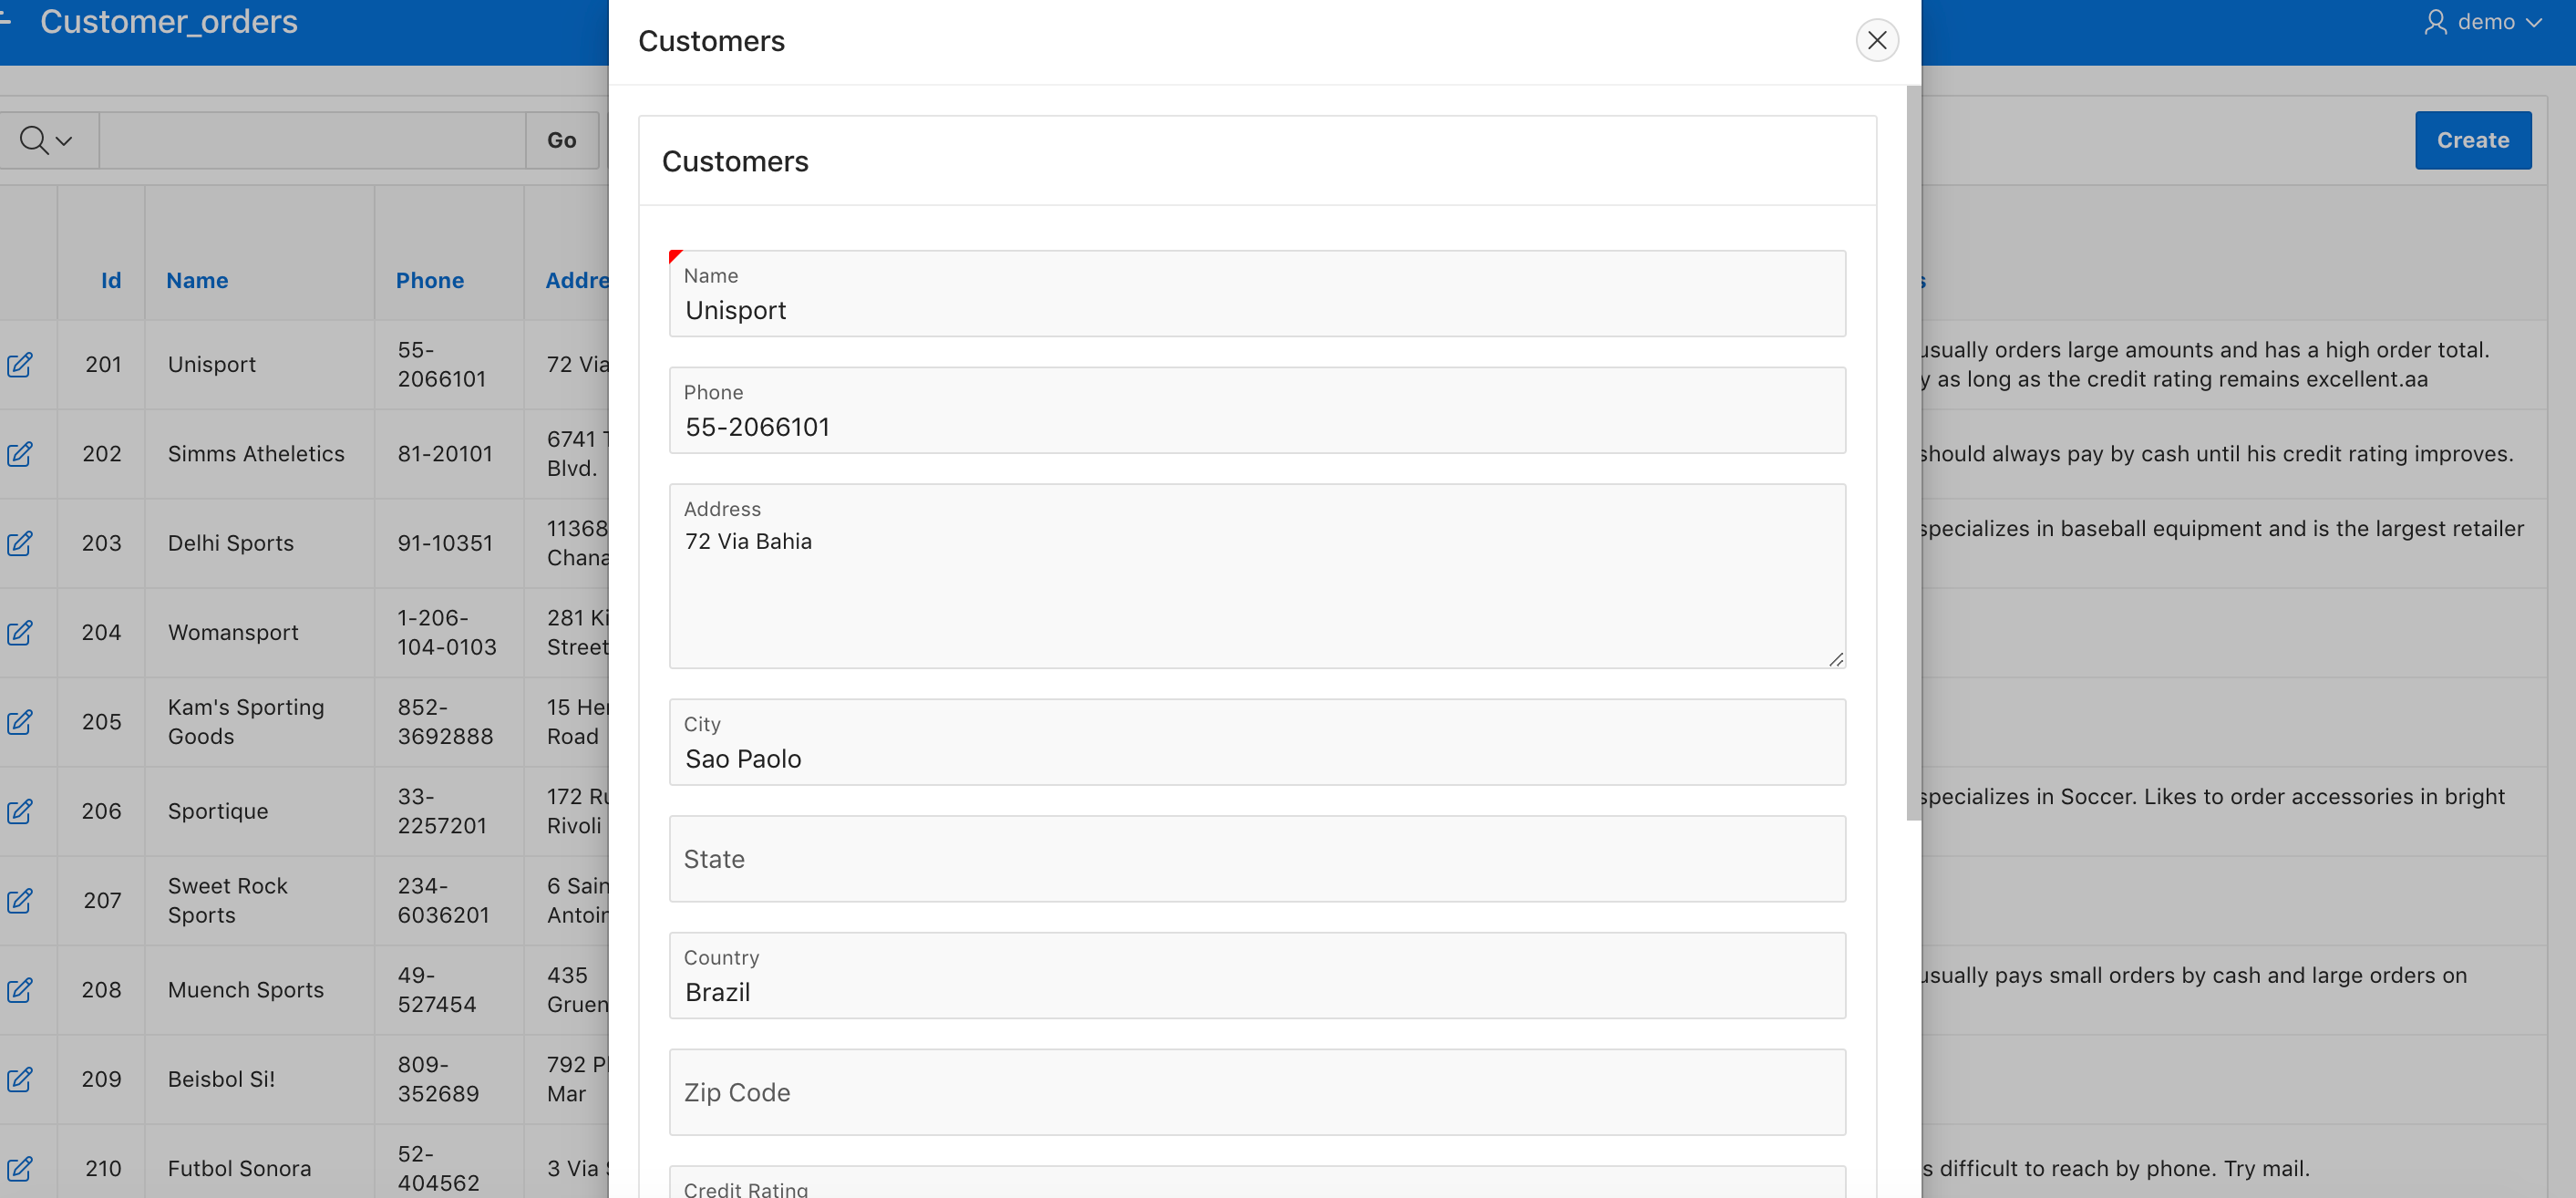 Customer_orders
demo
Customers
Go
Create
Id
Name
Phone
201
Unisport
55-
2066101
72 Via
usually orders large amounts and has a high order total.
as long as the credit rating remains excellent.aa
202
Simms Atheletics
81-20101
6741
Blvd.
should always pay by cash until his credit rating improves.
203
Delhi Sports
91-10351
11368
specializes in baseball equipment and is the largest retailer
204
Womansport
1-206-
104-0103
281
Street
205
Kam's Sporting
Goods
852-
3692888
15
Road
206
Sportique
33-
2257201
172
Rivoli
specializes in Soccer. Likes to order accessories in bright
207
Sweet Rock
Sports
234-
6036201
6
208
Muench Sports
49-
527454
435
usually pays small orders by cash and large orders on
209
Beisbol Si!
809-
352689
792
Mar
210
Futbol Sonora
52-
404562
3 Via
s difficult to reach by phone. Try mail.
Customers
Name
Unisport
Phone
55-2066101
Address
72 Via Bahia
City
Sao Paolo
State
Country
Brazil
Zip Code
Credit Rating